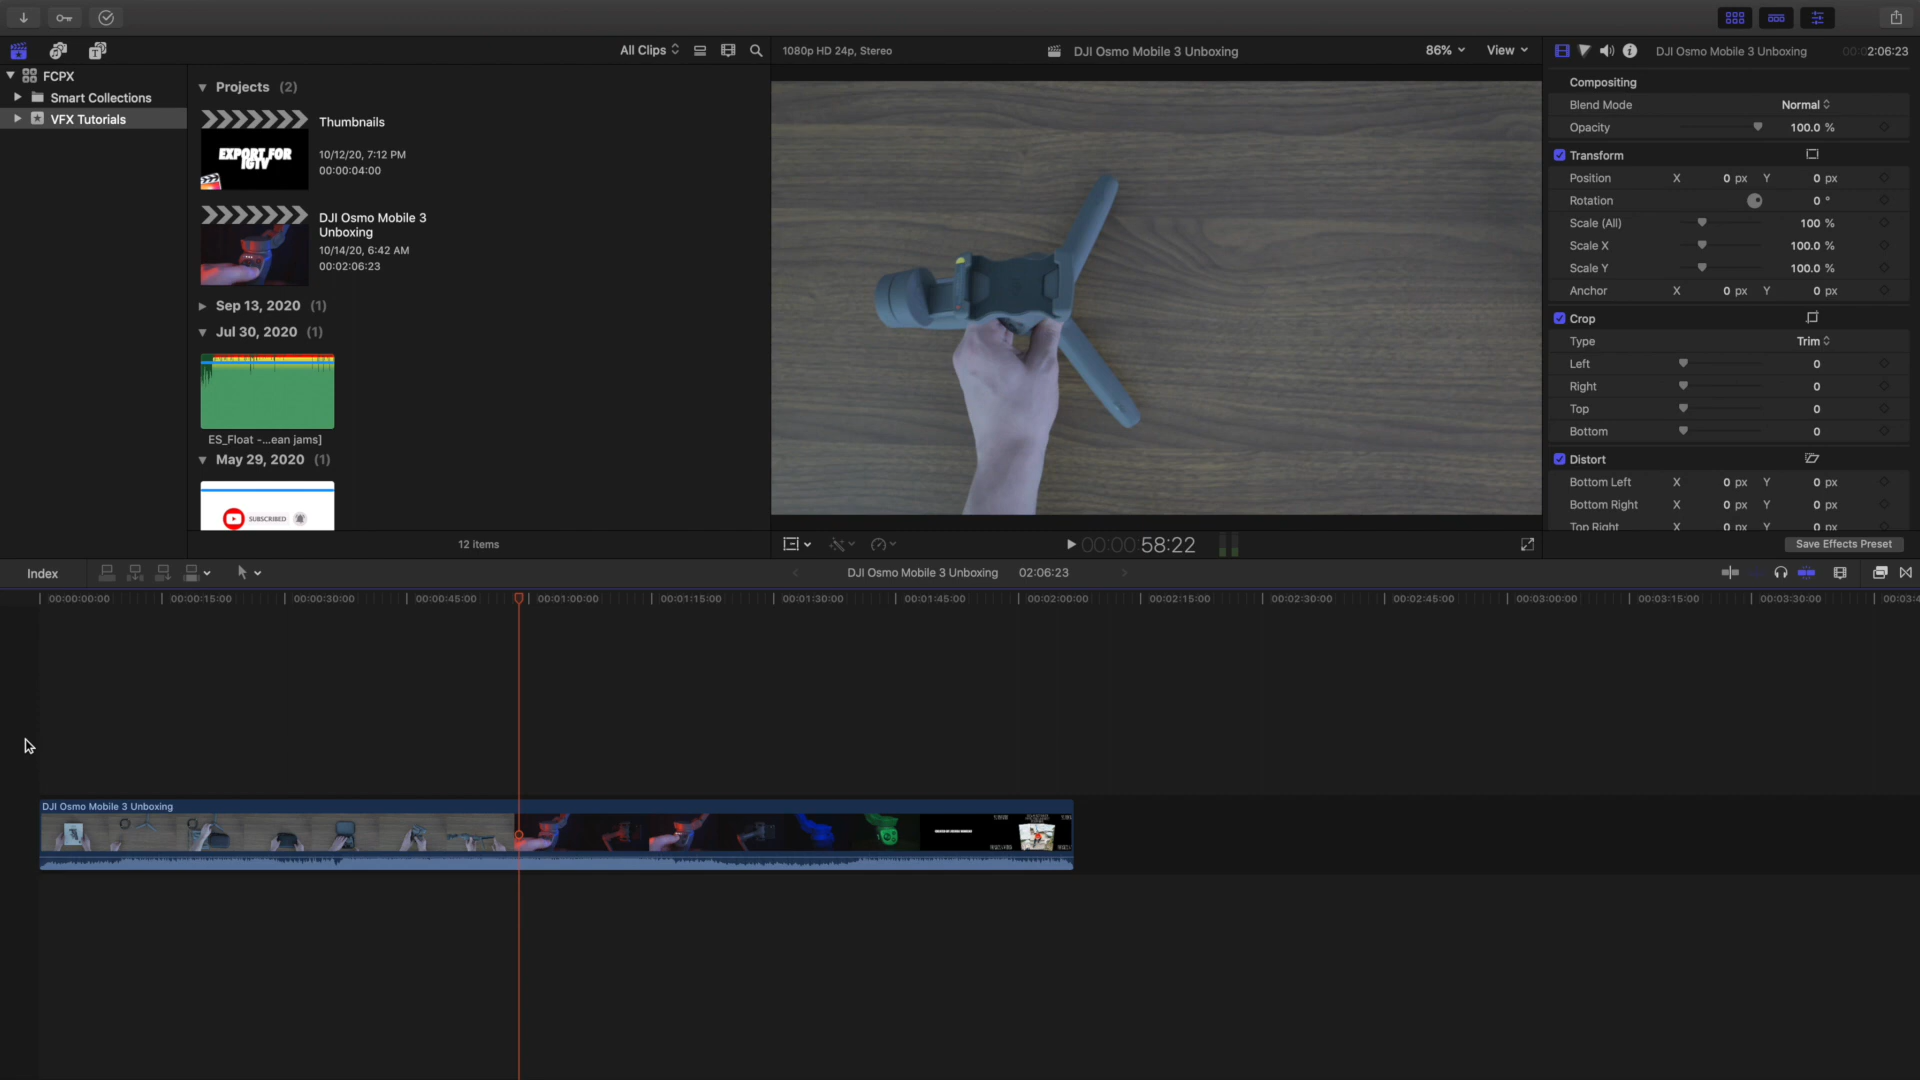 All Clips
1080p HD 24p, Stereo
DJI Osmo Mobile 3 Unboxing
86%
View
DJI Osmo Mobile 3 Unboxing
00:02:06:23
FCPX
Smart Collections
VFX Tutorials
Projects (2)
Thumbnails
10/12/20, 7:12 PM
00:00:04:00
EXPORT FOR
IGTV
DJI Osmo Mobile 3
Unboxing
10/14/20, 6:42 AM
00:02:06:23
Sep 13, 2020 (1)
Jul 30, 2020 (1)
ES_Float -...ean jams]
May 29, 2020 (1)
SUBSCRIBED
12 items
00:00:58:22
Compositing
Blend Mode Normal
Opacity 100.0 %
Transform
Position X 0 px Y 0 px
Rotation 0 °
Scale (All) 100 %
Scale X 100.0 %
Scale Y 100.0 %
Anchor X 0 px Y 0 px
Crop
Type Trim
Left 0
Right 0
Top 0
Bottom 0
Distort
Bottom Left X 0 px Y 0 px
Bottom Right X 0 px Y 0 px
Top Right X 0 px Y 0 px
Save Effects Preset
Index
DJI Osmo Mobile 3 Unboxing 02:06:23
00:00:00:00 00:00:15:00 00:00:30:00 00:00:45:00 00:01:00:00 00:01:15:00 00:01:30:00 00:01:45:00 00:02:00:00 00:02:15:00 00:02:30:00 00:02:45:00 00:03:00:00 00:03:15:00 00:03:30:00 00:03:4
DJI Osmo Mobile 3 Unboxing